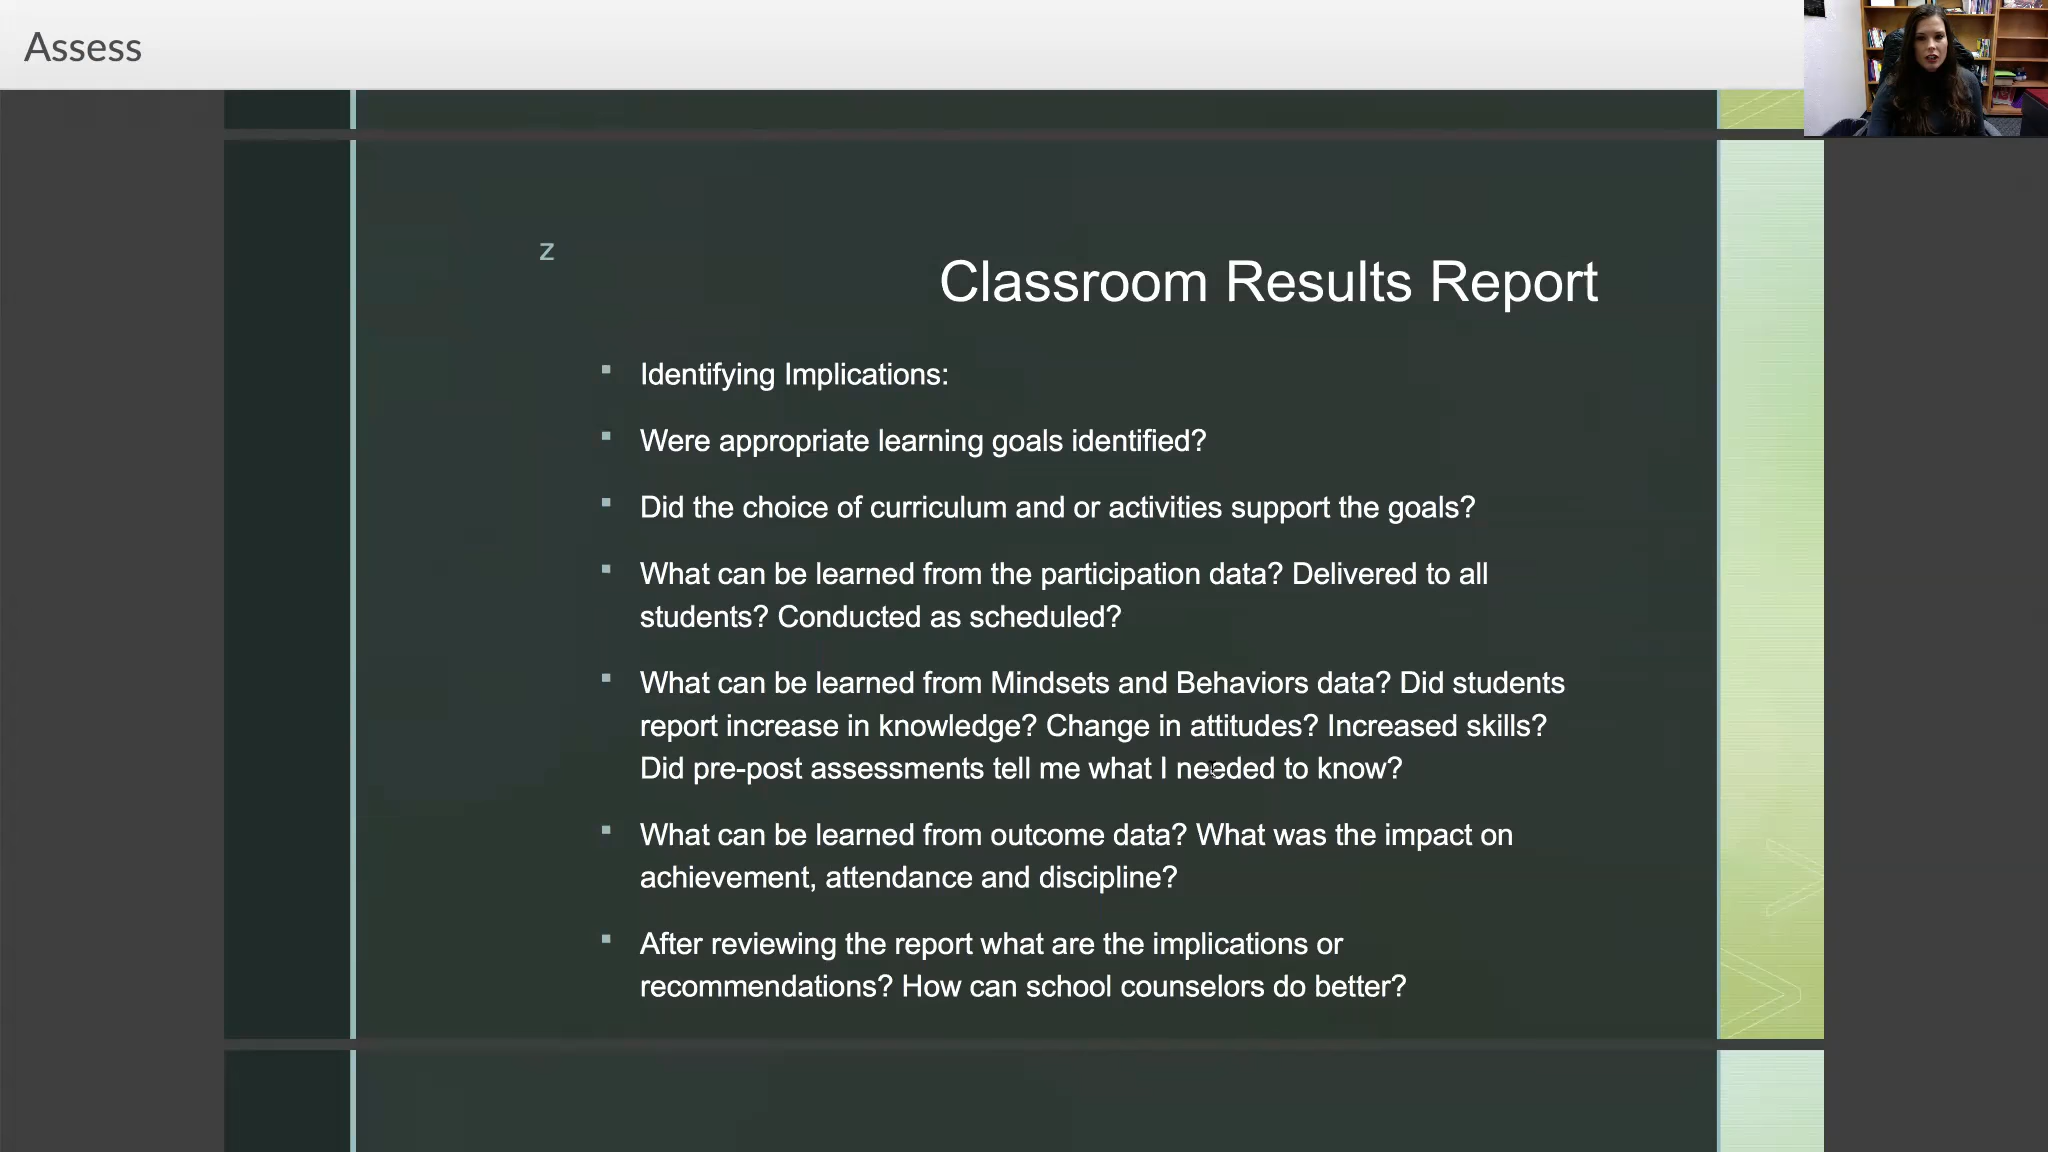 Assess
z
Classroom Results Report
Identifying Implications:
Were appropriate learning goals identified?
Did the choice of curriculum and or activities support the goals?
What can be learned from the participation data? Delivered to all
students? Conducted as scheduled?
What can be learned from Mindsets and Behaviors data? Did students
report increase in knowledge? Change in attitudes? Increased skills?
Did pre-post assessments tell me what I needed to know?
What can be learned from outcome data? What was the impact on
achievement, attendance and discipline?
After reviewing the report what are the implications or
recommendations? How can school counselors do better?